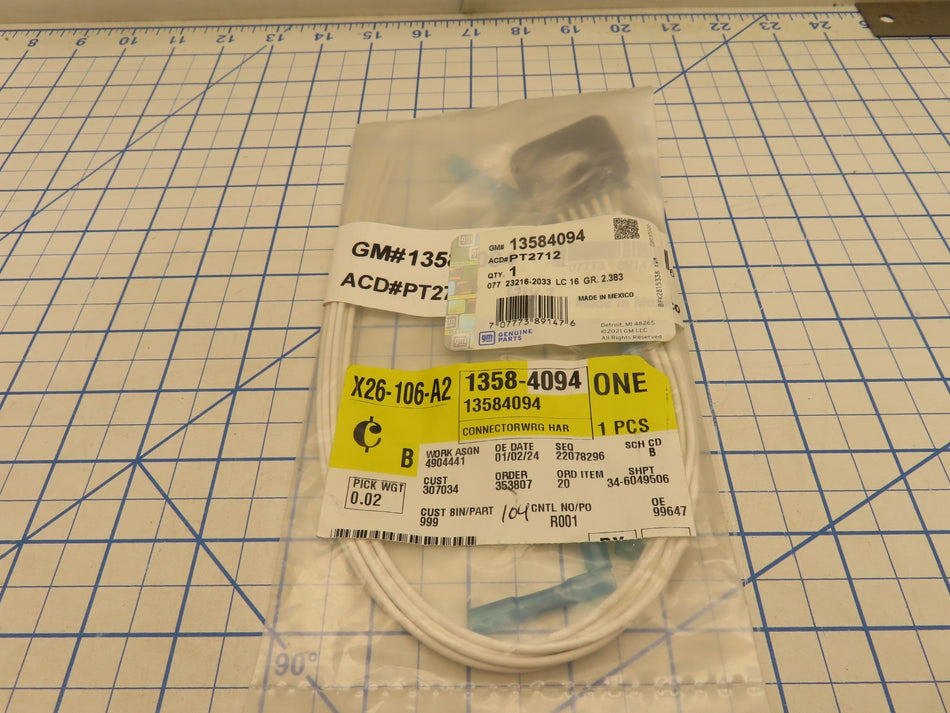 8 9 10 11 12 13 14 15 16 17 18 19 20 21 22 23 24
GM#1358
ACD#PT27
gm
GM# 13584094
ACD# PT2712
QTY. 1
077 23216-2033 LC 16 GR. 2.383
MADE IN MEXICO
7 07773 89147 6
gm GENUINE PARTS
Detroit, MI 48265
©2021 GM LLC
All Rights Reserved
X26-106-A2
1358-4094
13584094
CONNECTORWRG HAR
ONE
1 PCS
¢ B
WORK ASGN
4904441
OE DATE
01/02/24
SEQ
22078296
SCH CD
B
PICK WGT
0.02
CUST
307034
ORDER
353807
ORD ITEM
20
SHPT
34-6049506
CUST BIN/PART
999
104
CNTL NO/PO
R001
OE
99647
90°